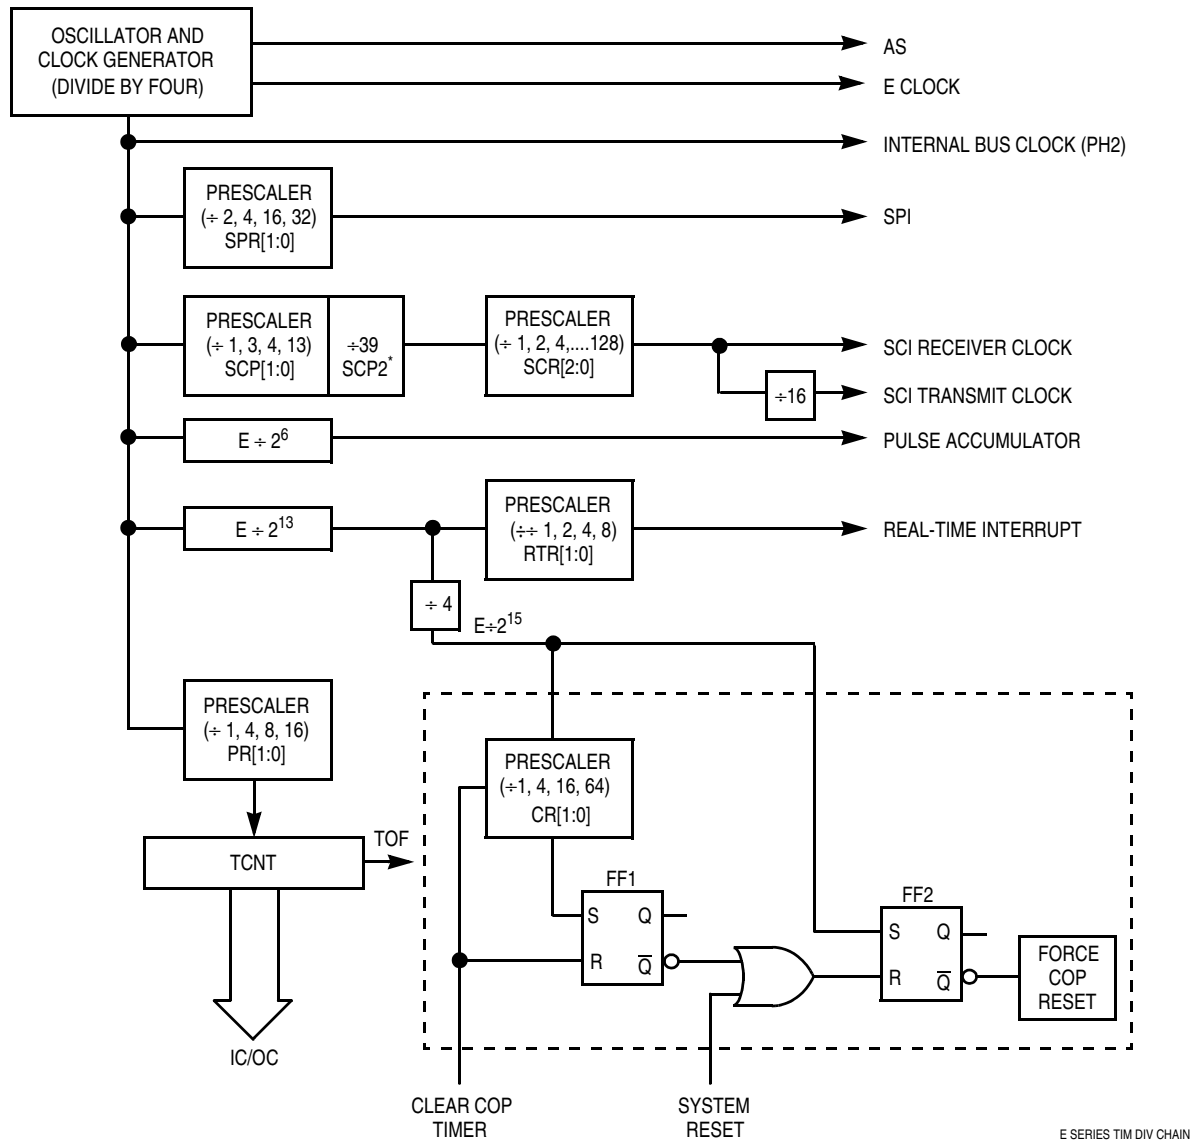 OSCILLATOR AND
CLOCK GENERATOR
(DIVIDE BY FOUR)
AS
E CLOCK
INTERNAL BUS CLOCK (PH2)
PRESCALER
(÷ 2, 4, 16, 32)
SPR[1:0]
SPI
PRESCALER
(÷ 1, 3, 4, 13)
SCP[1:0]
÷39
SCP2*
PRESCALER
(÷ 1, 2, 4,....128)
SCR[2:0]
SCI RECEIVER CLOCK
÷16
SCI TRANSMIT CLOCK
E ÷ 2^6
PULSE ACCUMULATOR
E ÷ 2^13
PRESCALER
(÷÷ 1, 2, 4, 8)
RTR[1:0]
REAL-TIME INTERRUPT
÷ 4
E÷2^15
PRESCALER
(÷ 1, 4, 8, 16)
PR[1:0]
PRESCALER
(÷1, 4, 16, 64)
CR[1:0]
TCNT
TOF
FF1
S Q
R Q̅
FF2
S Q
R Q̅
FORCE
COP
RESET
IC/OC
CLEAR COP
TIMER
SYSTEM
RESET
E SERIES TIM DIV CHAIN